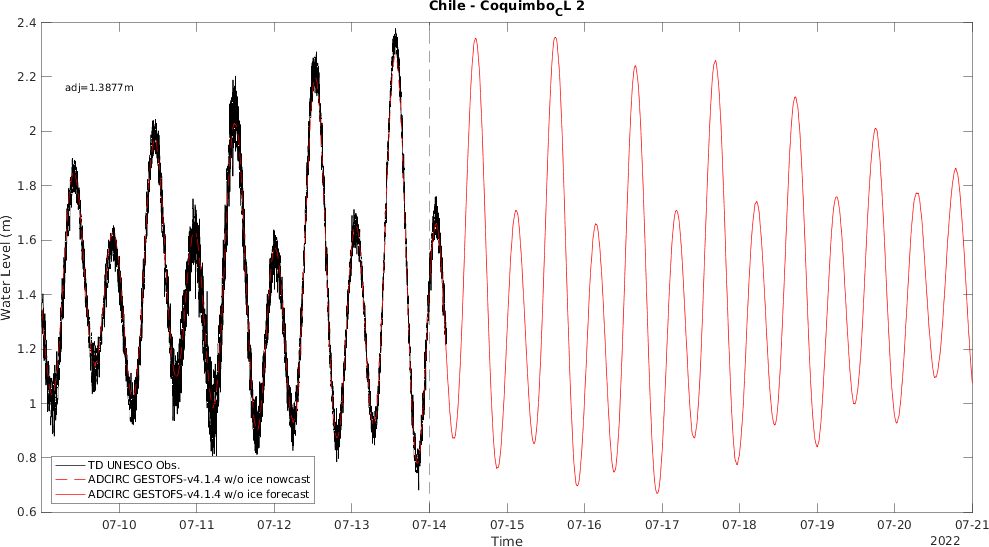 Chile - CoquimboCL 2
2.4
adj=1.3877m
2.2
2
1.8
1.6
1.4
1.2
1
0.8
0.6
Water Level (m)
TD UNESCO Obs.
ADCIRC GESTOFS-v4.1.4 w/o ice nowcast
ADCIRC GESTOFS-v4.1.4 w/o ice forecast
07-10 07-11 07-12 07-13 07-14 07-15 07-16 07-17 07-18 07-19 07-20 07-21
Time
2022